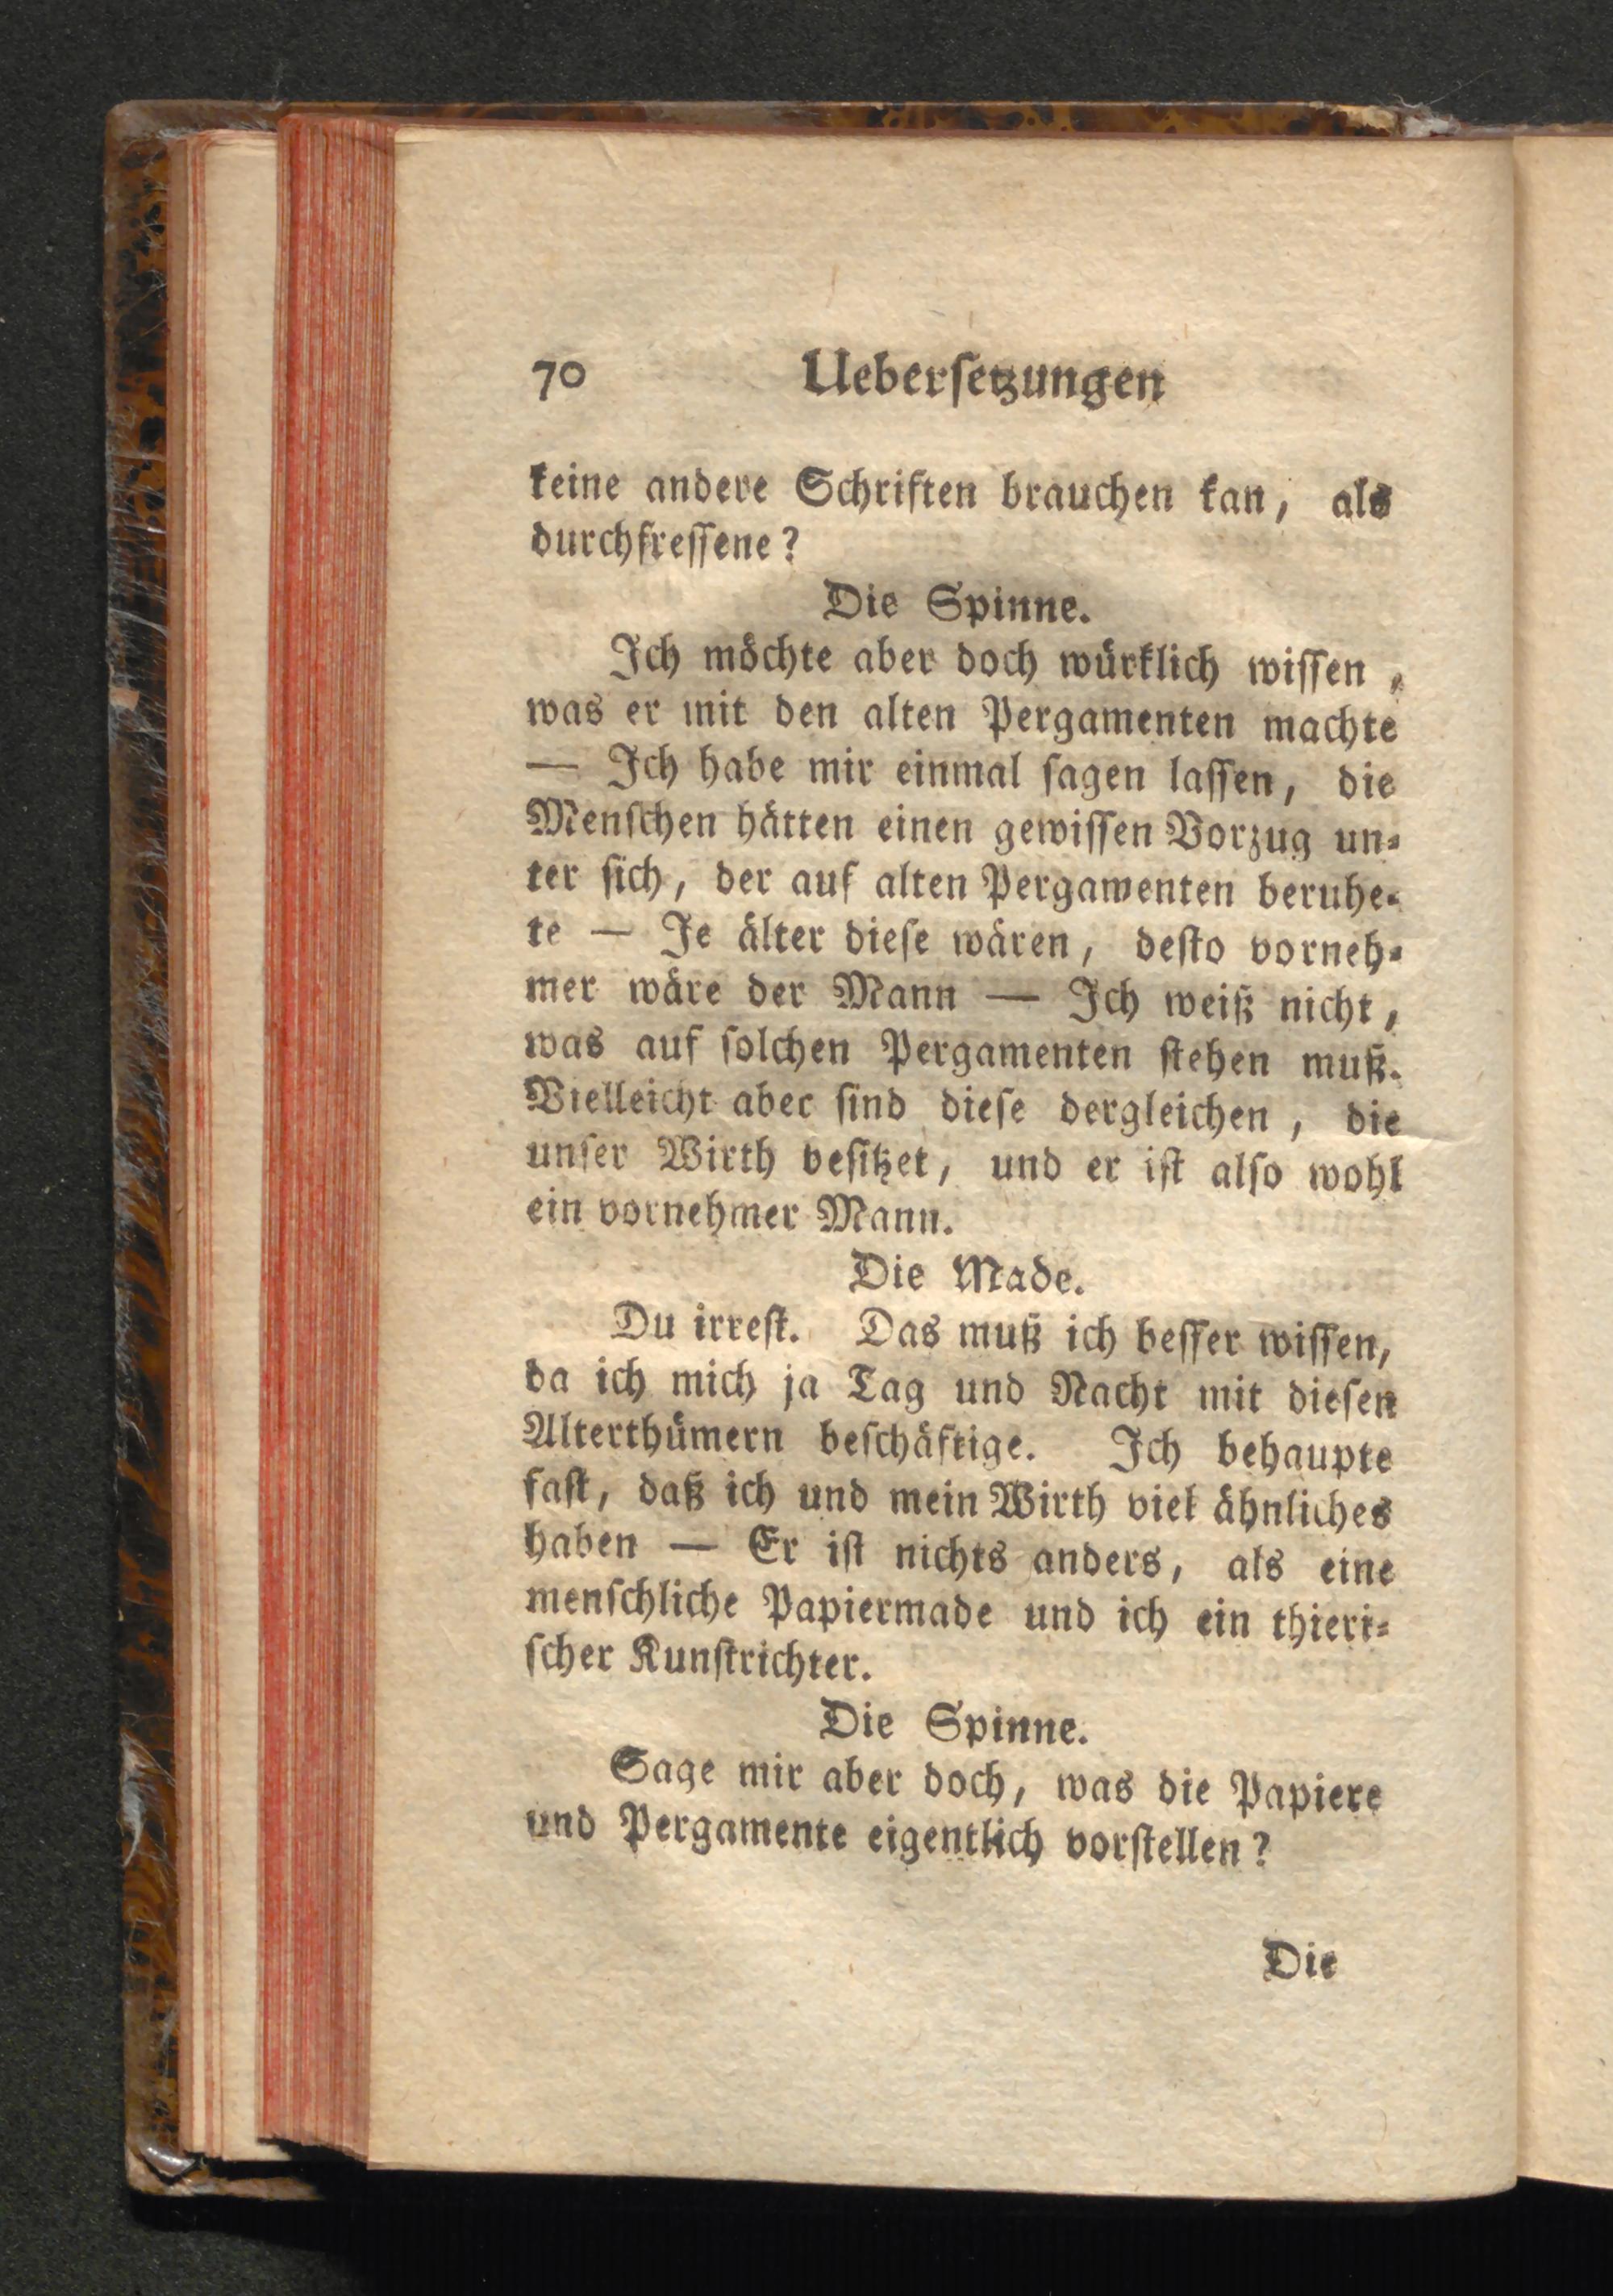 70 Ueberſetzungen
keine andere Schriften brauchen kan, als
durchfreſſene?
Die Spinne.
Ich möchte aber doch würklich wiſſen,
was er mit den alten Pergamenten machte
— Ich habe mir einmal ſagen laſſen, die
Menſchen hätten einen gewiſſen Vorzug un⸗
ter ſich, der auf alten Pergamenten beruhe⸗
te — Je älter dieſe wären, deſto vorneh⸗
mer wäre der Mann — Ich weiß nicht,
was auf ſolchen Pergamenten ſtehen muß.
Vielleicht aber ſind dieſe dergleichen, die
unſer Wirth beſitzet, und er iſt alſo wohl
ein vornehmer Mann.
Die Made.
Du irreſt. Das muß ich beſſer wiſſen,
da ich mich ja Tag und Nacht mit dieſen
Alterthümern beſchäftige. Ich behaupte
faſt, daß ich und mein Wirth viel ähnliches
haben — Er iſt nichts anders, als eine
menſchliche Papiermade und ich ein thieri⸗
ſcher Kunſtrichter.
Die Spinne.
Sage mir aber doch, was die Papiere
und Pergamente eigentlich vorſtellen?
Die